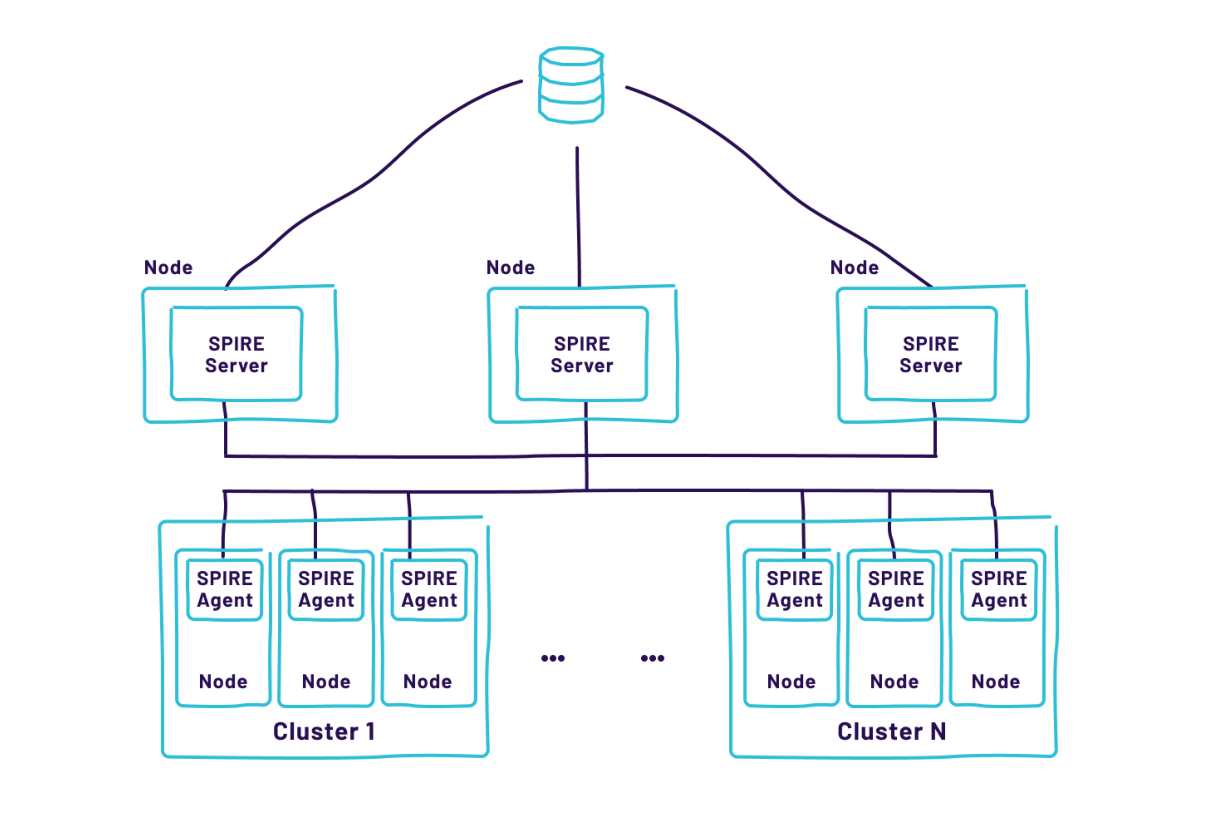 Node
Node
Node
SPIRE
Server
SPIRE
Server
SPIRE
Server
SPIRE
Agent
SPIRE
Agent
SPIRE
Agent
SPIRE
Agent
SPIRE
Agent
SPIRE
Agent
•••
•••
Node
Node
Node
Node
Node
Node
Cluster 1
Cluster N